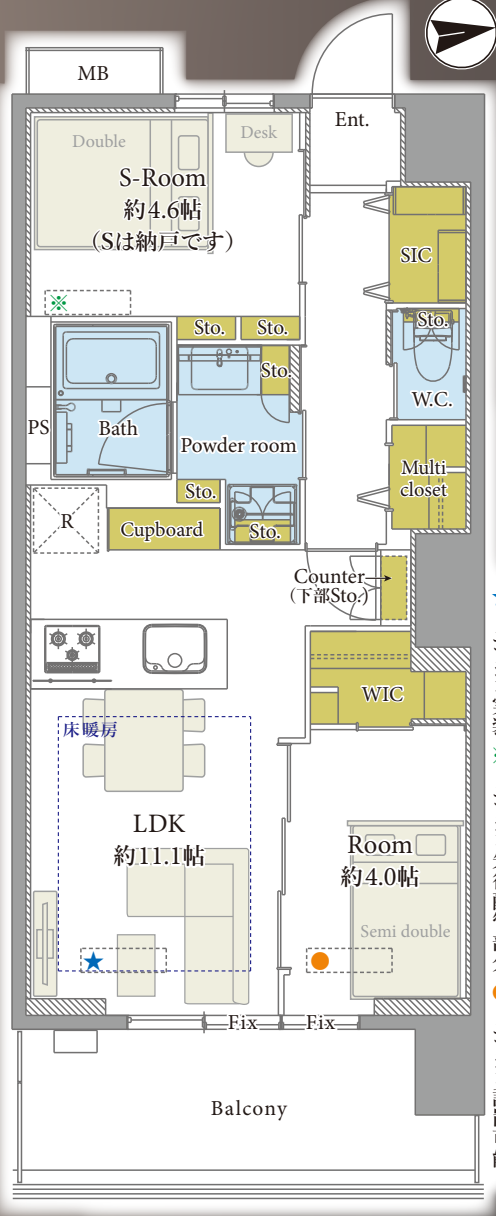 MB
Ent.
Double
Desk
S-Room
約4.6帖
（Sは納戸です）
SIC
※
Sto.
Sto.
Sto.
Sto.
W.C.
PS
Bath
Powder room
Multi
closet
Sto.
R
Cupboard
Sto.
Counter
（下部Sto.）
WIC
床暖房
LDK
約11.1帖
Room
約4.0帖
Semi double
★
●
Fix
Fix
Balcony